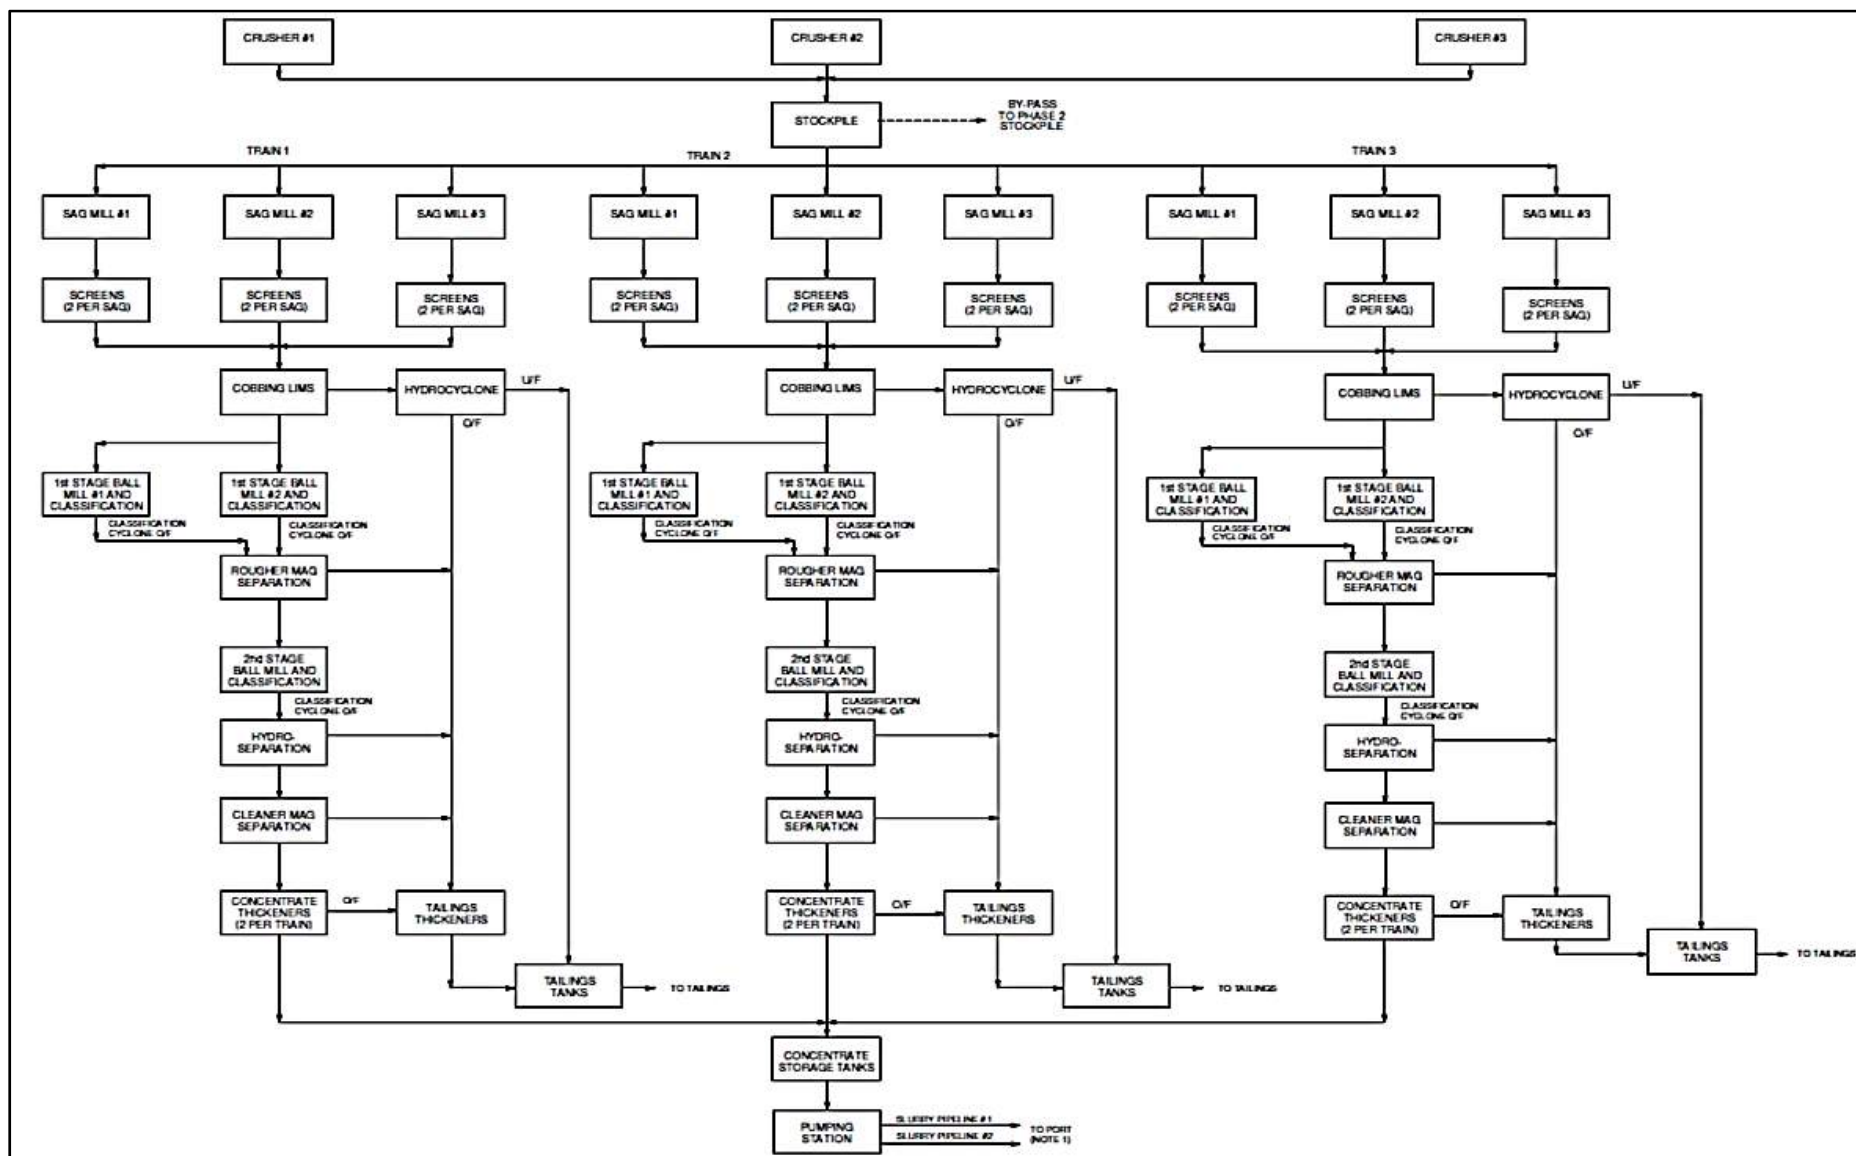 CRUSHER #1
CRUSHER #2
CRUSHER #3
STOCKPILE
BY-PASS
TO PHASE 2
STOCKPILE
TRAIN 1
TRAIN 2
TRAIN 3
SAG MILL #1
SAG MILL #2
SAG MILL #3
SAG MILL #1
SAG MILL #2
SAG MILL #3
SAG MILL #1
SAG MILL #2
SAG MILL #3
SCREENS
(2 PER SAG)
SCREENS
(2 PER SAG)
SCREENS
(2 PER SAG)
SCREENS
(2 PER SAG)
SCREENS
(2 PER SAG)
SCREENS
(2 PER SAG)
SCREENS
(2 PER SAG)
SCREENS
(2 PER SAG)
SCREENS
(2 PER SAG)
COBBING LIMS
HYDROCYCLONE
U/F
O/F
COBBING LIMS
HYDROCYCLONE
U/F
O/F
COBBING LIMS
HYDROCYCLONE
U/F
O/F
1st STAGE BALL
MILL #1 AND
CLASSIFICATION
1st STAGE BALL
MILL #2 AND
CLASSIFICATION
1st STAGE BALL
MILL #1 AND
CLASSIFICATION
1st STAGE BALL
MILL #2 AND
CLASSIFICATION
1st STAGE BALL
MILL #1 AND
CLASSIFICATION
1st STAGE BALL
MILL #2 AND
CLASSIFICATION
CLASSIFICATION
CYCLONE O/F
CLASSIFICATION
CYCLONE O/F
CLASSIFICATION
CYCLONE O/F
CLASSIFICATION
CYCLONE O/F
CLASSIFICATION
CYCLONE O/F
CLASSIFICATION
CYCLONE O/F
ROUGHER MAG
SEPARATION
ROUGHER MAG
SEPARATION
ROUGHER MAG
SEPARATION
2nd STAGE
BALL MILL AND
CLASSIFICATION
2nd STAGE
BALL MILL AND
CLASSIFICATION
2nd STAGE
BALL MILL AND
CLASSIFICATION
CLASSIFICATION
CYCLONE O/F
CLASSIFICATION
CYCLONE O/F
CLASSIFICATION
CYCLONE O/F
HYDRO-
SEPARATION
HYDRO-
SEPARATION
HYDRO-
SEPARATION
CLEANER MAG
SEPARATION
CLEANER MAG
SEPARATION
CLEANER MAG
SEPARATION
CONCENTRATE
THICKENERS
(2 PER TRAIN)
O/F
TAILINGS
THICKENERS
CONCENTRATE
THICKENERS
(2 PER TRAIN)
O/F
TAILINGS
THICKENERS
CONCENTRATE
THICKENERS
(2 PER TRAIN)
O/F
TAILINGS
THICKENERS
TAILINGS
TANKS
TO TAILINGS
TAILINGS
TANKS
TO TAILINGS
TAILINGS
TANKS
TO TAILINGS
CONCENTRATE
STORAGE TANKS
PUMPING
STATION
SLURRY PIPELINE #1
SLURRY PIPELINE #2
TO PORT
(NOTE 1)